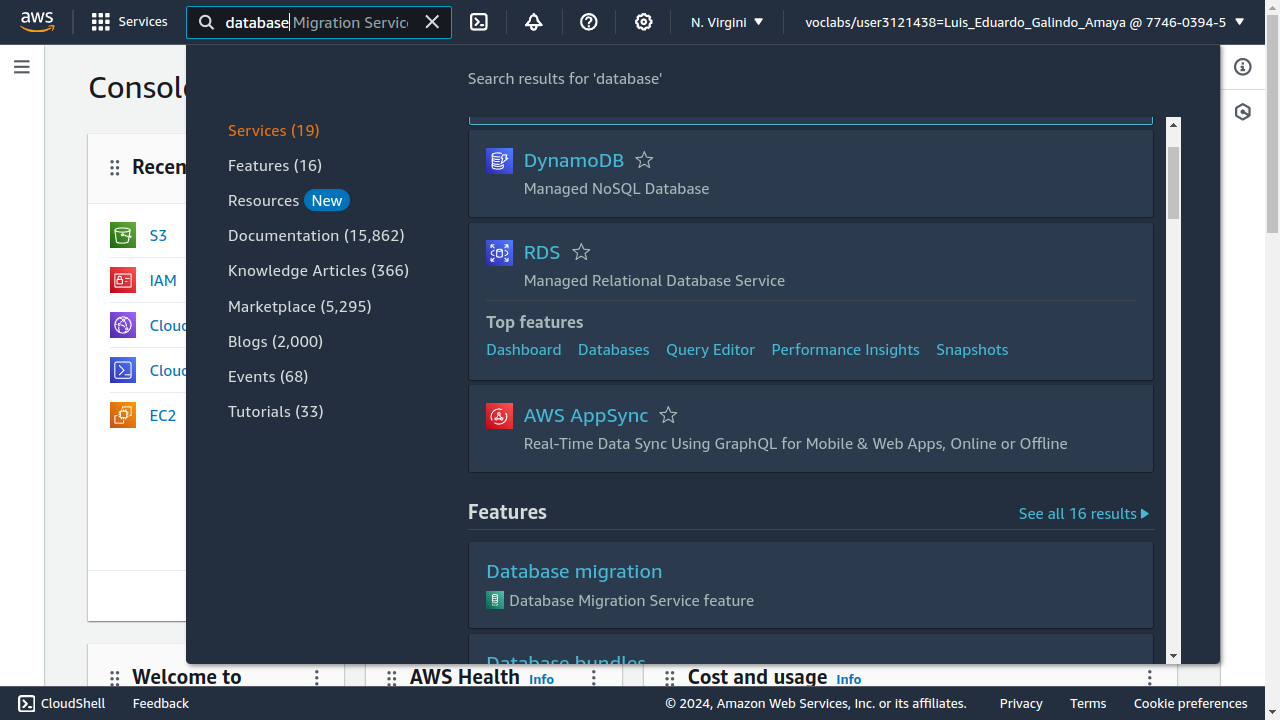 aws
Services
database Migration Servic
N. Virgini
voclabs/user3121438=Luis_Eduardo_Galindo_Amaya @ 7746-0394-5
Consol
Recen
S3
IAM
Cloud
Cloud
EC2
Search results for 'database'
Services (19)
Features (16)
Resources New
Documentation (15,862)
Knowledge Articles (366)
Marketplace (5,295)
Blogs (2,000)
Events (68)
Tutorials (33)
DynamoDB
Managed NoSQL Database
RDS
Managed Relational Database Service
Top features
Dashboard Databases Query Editor Performance Insights Snapshots
AWS AppSync
Real-Time Data Sync Using GraphQL for Mobile & Web Apps, Online or Offline
Features
See all 16 results
Database migration
Database Migration Service feature
Database bundles
Welcome to
AWS Health Info
Cost and usage Info
CloudShell
Feedback
© 2024, Amazon Web Services, Inc. or its affiliates.
Privacy
Terms
Cookie preferences